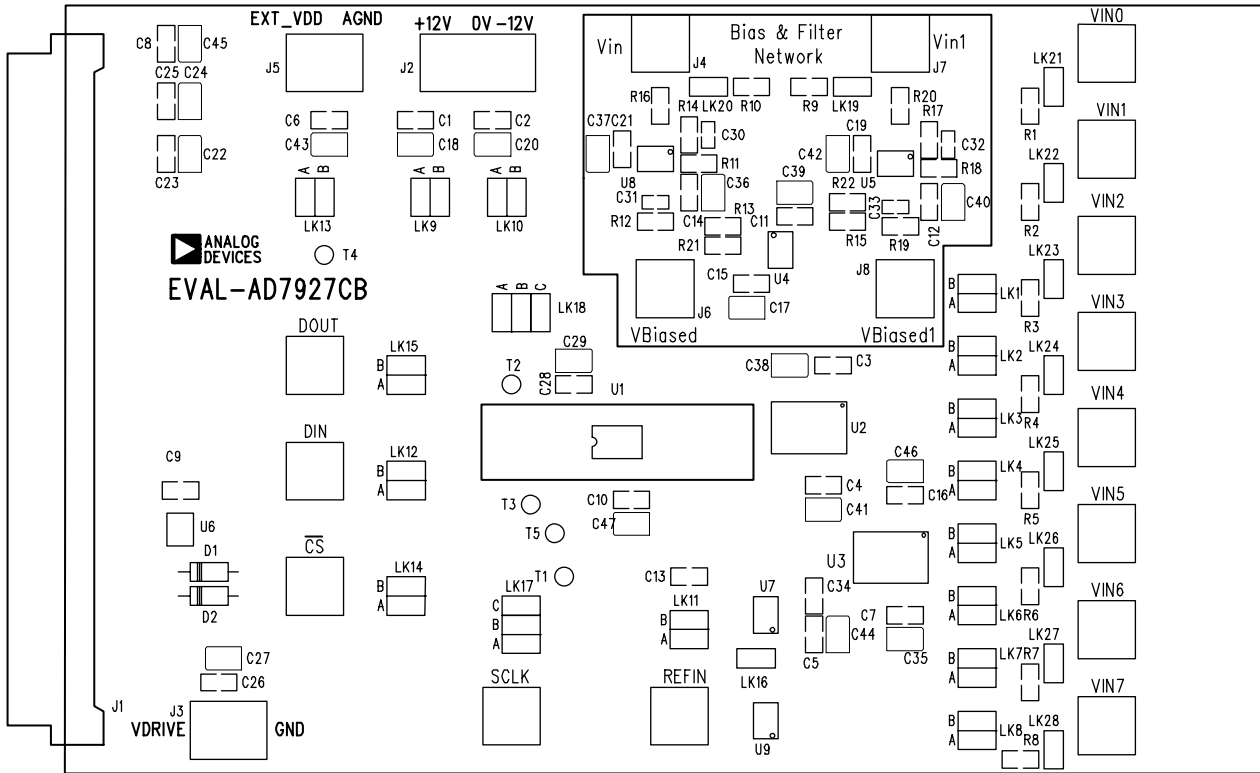 EXT_VDD AGND
+12V 0V -12V
VIN0
C8 C45
J5
J2
Vin
Bias & Filter
Network
Vin1
J4
J7
LK21
C25 C24
R16
R14 LK20 R10
R9 LK19
R20
R17
R1
VIN1
C6
C1
C2
C37 C21
C30
C19
C32
C43
C18
C20
C42
C22
C23
A B
A B
A B
U8
R11
C36
C39
R22 U5
R18
LK22
C31
C33
C40
R12
C14
R13
C11
R15
R19
C12
R2
VIN2
LK13
LK9
LK10
R21
ANALOG
DEVICES
T4
C15
U4
J8
LK23
EVAL-AD7927CB
A B C
LK18
J6
C17
B
A
LK1
R3
VIN3
DOUT
VBiased
VBiased1
LK15
B
A
C29
T2
C28
C38
C3
B
A
LK2
LK24
U1
R4
VIN4
U2
B
A
LK3
DIN
LK12
B
A
LK25
C9
C46
B
A
LK4
C10
C4
C16
T3
C41
R5
VIN5
U6
T5
C47
CS
D1
U3
B
A
LK5
LK26
T1
C13
LK14
B
A
D2
LK17
C
B
A
LK11
B
A
U7
C34
C7
B
A
LK6
R6
VIN6
C44
C35
C5
LK27
C27
LK16
B
A
LK7
R7
C26
SCLK
REFIN
VIN7
J1
J3
VDRIVE
GND
B
A
LK8
R8
LK28
U9